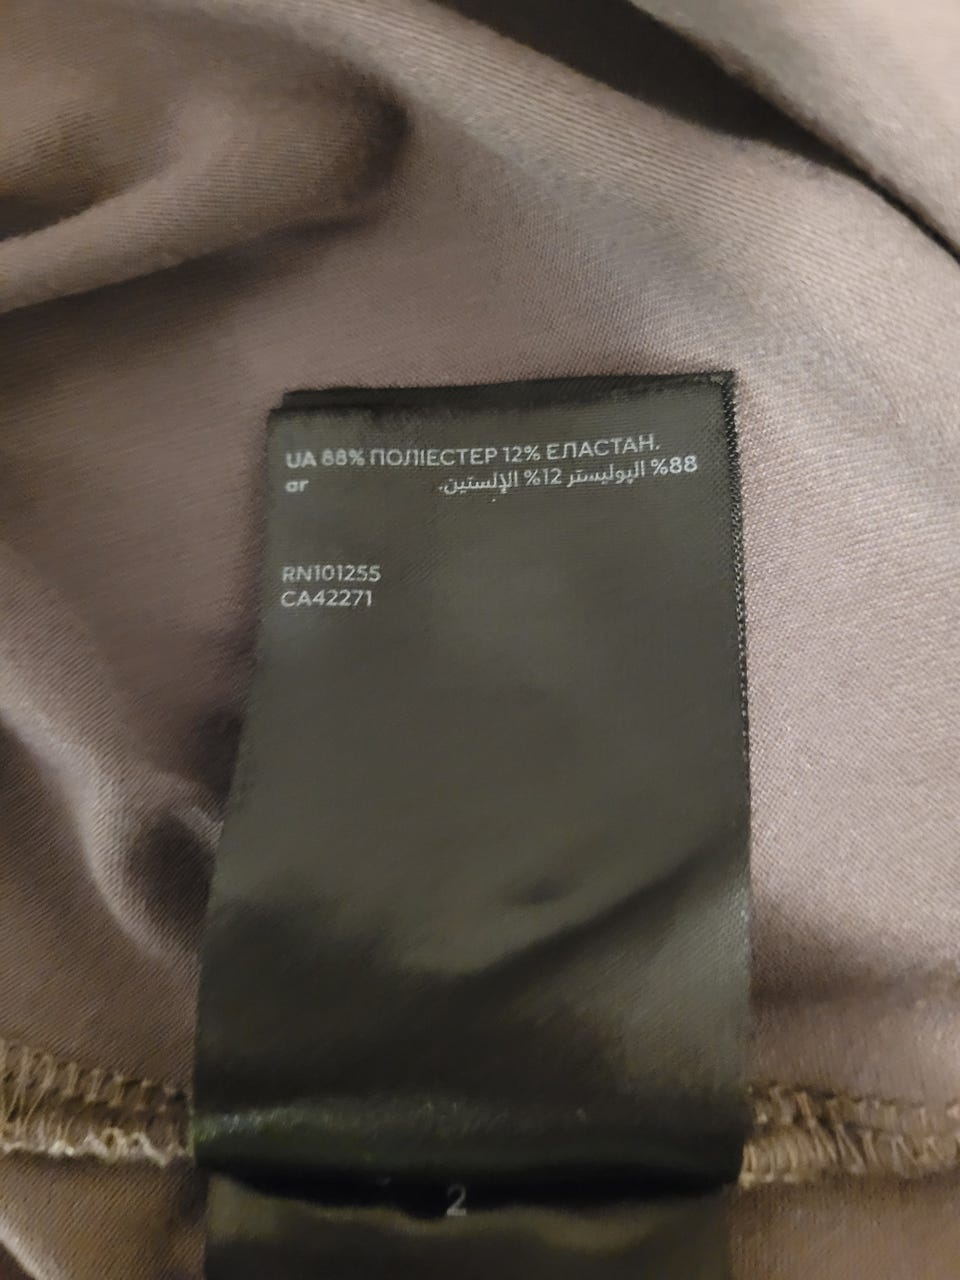 UA 88% ПОЛІЕСТЕР 12% ЕЛАСТАН.
ar 88% البوليستر 12% الإلستين.
RN101255
CA42271
2